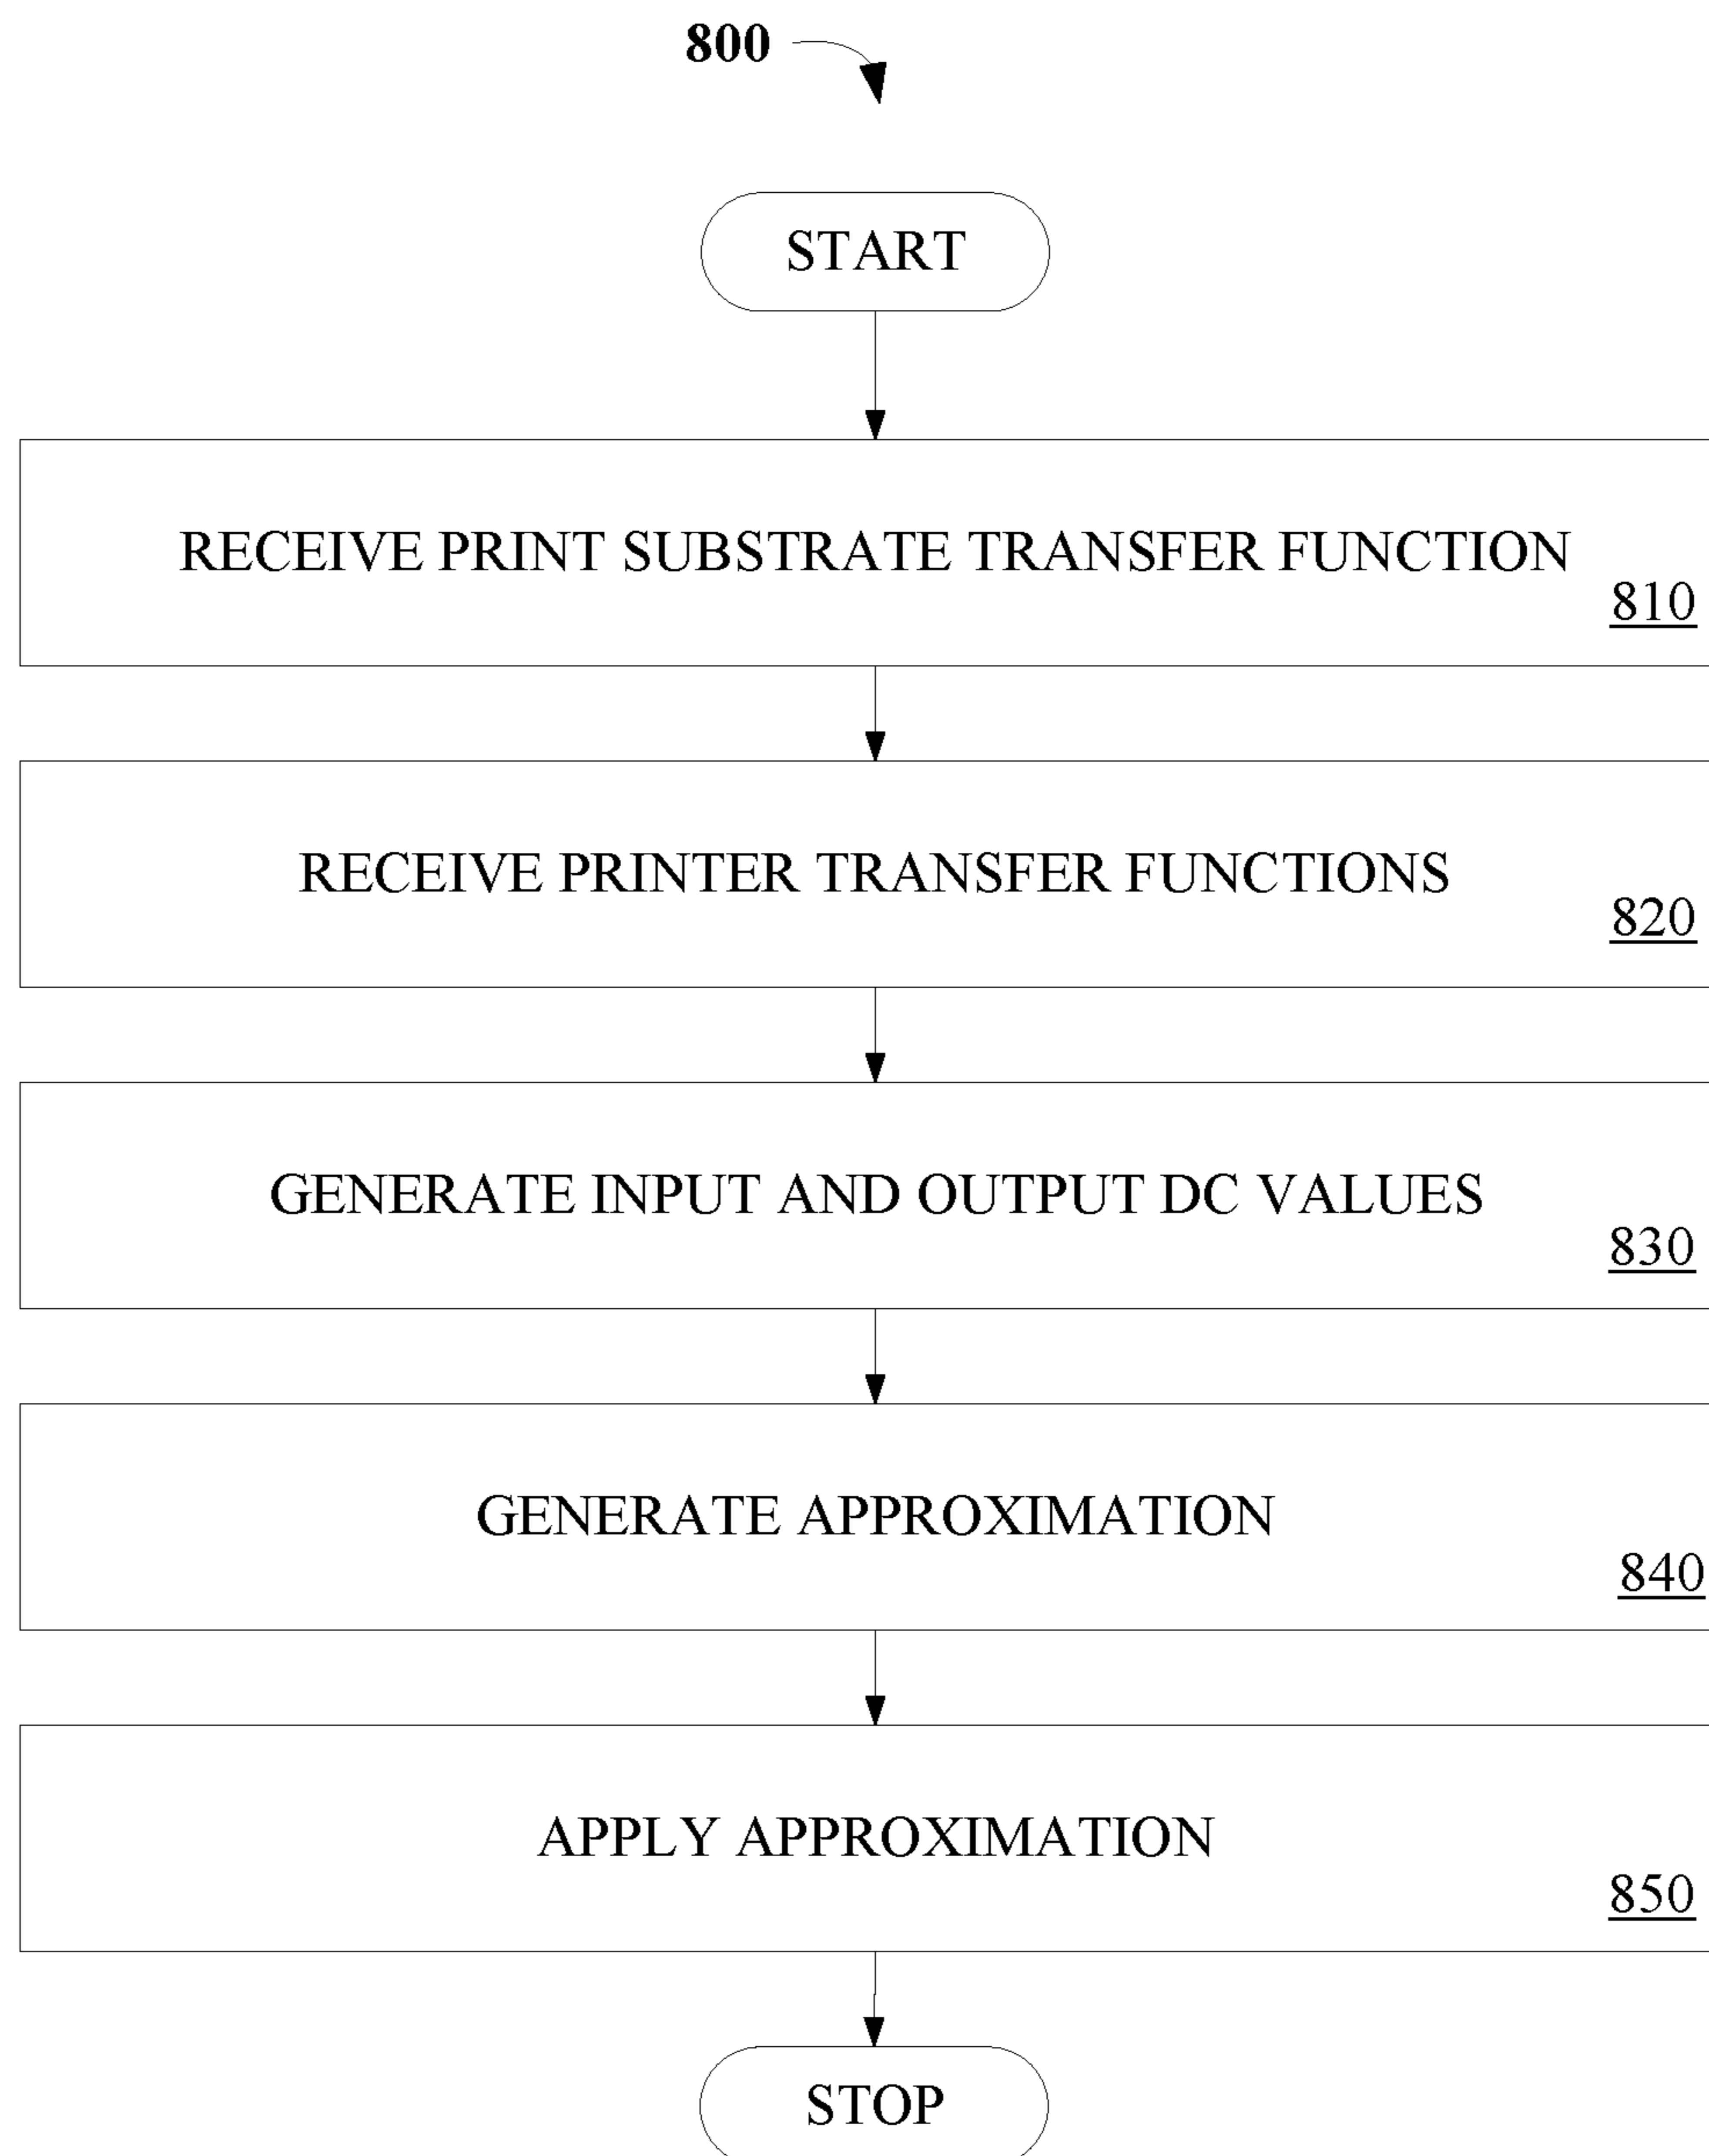 800
START
RECEIVE PRINT SUBSTRATE TRANSFER FUNCTION
810
RECEIVE PRINTER TRANSFER FUNCTIONS
820
GENERATE INPUT AND OUTPUT DC VALUES
830
GENERATE APPROXIMATION
840
APPLY APPROXIMATION
850
STOP